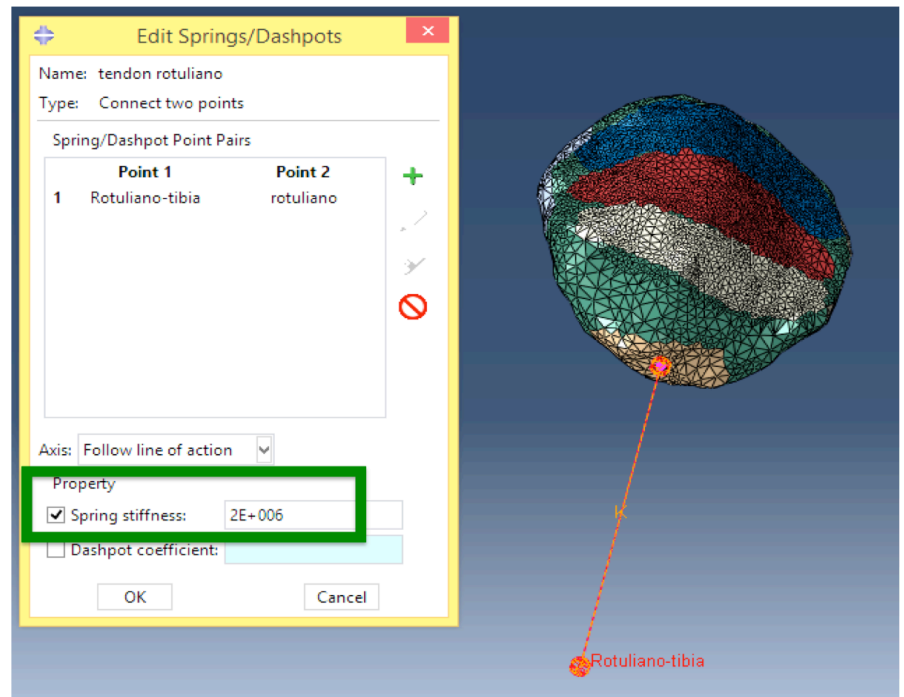 Edit Springs/Dashpots
Name: tendon rotuliano
Type: Connect two points
Spring/Dashpot Point Pairs
Point 1 Point 2
1 Rotuliano-tibia rotuliano
Axis: Follow line of action
Property
Spring stiffness: 2E+006
Dashpot coefficient:
OK Cancel
Rotuliano-tibia